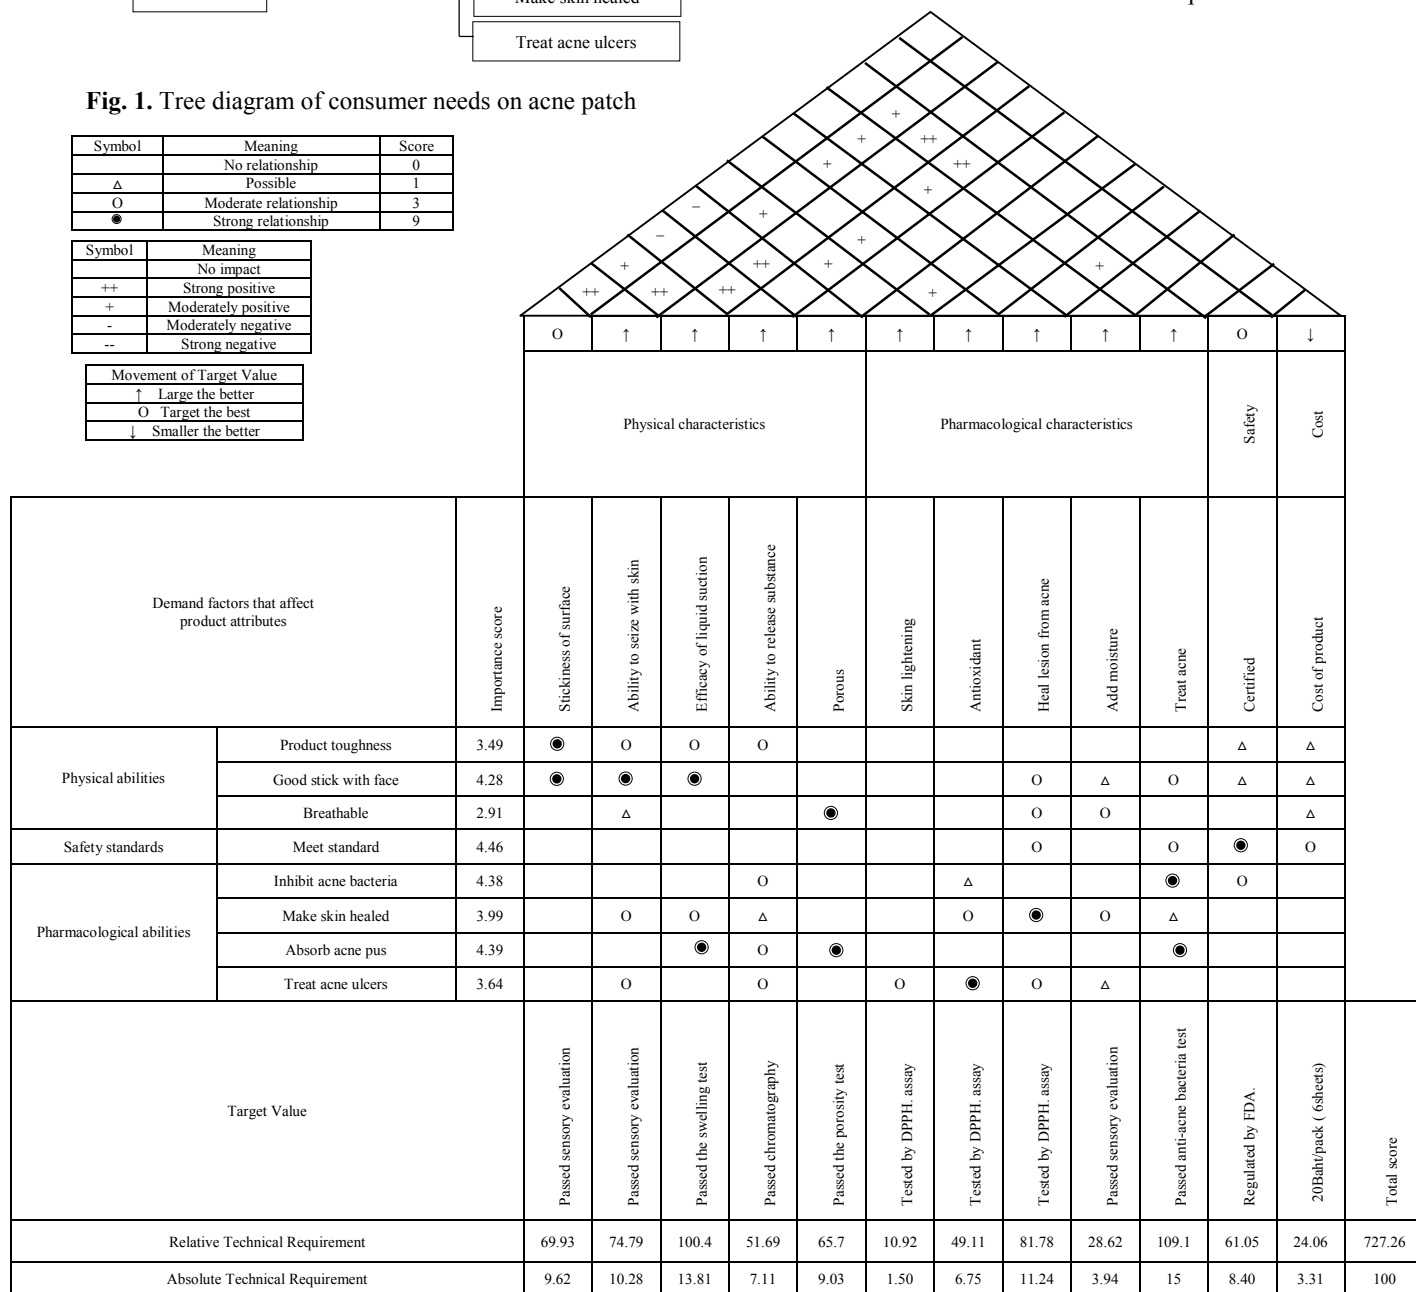 Make skin healed
Treat acne ulcers
Fig. 1. Tree diagram of consumer needs on acne patch
Symbol Meaning Score
No relationship 0
△ Possible 1
O Moderate relationship 3
◉ Strong relationship 9
Symbol Meaning
No impact
++ Strong positive
+ Moderately positive
- Moderately negative
-- Strong negative
Movement of Target Value
↑ Large the better
O Target the best
↓ Smaller the better
+
+ ++
+ ++
+
– +
– +
+ ++ + +
++ ++ ++ +
O ↑ ↑ ↑ ↑ ↑ ↑ ↑ ↑ ↑ O ↓
Physical characteristics
Pharmacological characteristics
Safety
Cost
Demand factors that affect
product attributes
Importance score
Stickiness of surface
Ability to seize with skin
Efficacy of liquid suction
Ability to release substance
Porous
Skin lightening
Antioxidant
Heal lesion from acne
Add moisture
Treat acne
Certified
Cost of product
Physical abilities
Product toughness 3.49 ◉ O O O △ △
Good stick with face 4.28 ◉ ◉ ◉ O △ O △ △
Breathable 2.91 △ ◉ O O △
Safety standards Meet standard 4.46 O O ◉ O
Pharmacological abilities
Inhibit acne bacteria 4.38 O △ ◉ O
Make skin healed 3.99 O O △ O ◉ O △
Absorb acne pus 4.39 ◉ O ◉ ◉
Treat acne ulcers 3.64 O O O ◉ O △
Target Value
Passed sensory evaluation
Passed sensory evaluation
Passed the swelling test
Passed chromatography
Passed the porosity test
Tested by DPPH. assay
Tested by DPPH. assay
Tested by DPPH. assay
Passed sensory evaluation
Passed anti-acne bacteria test
Regulated by FDA.
20Baht/pack ( 6sheets)
Total score
Relative Technical Requirement 69.93 74.79 100.4 51.69 65.7 10.92 49.11 81.78 28.62 109.1 61.05 24.06 727.26
Absolute Technical Requirement 9.62 10.28 13.81 7.11 9.03 1.50 6.75 11.24 3.94 15 8.40 3.31 100